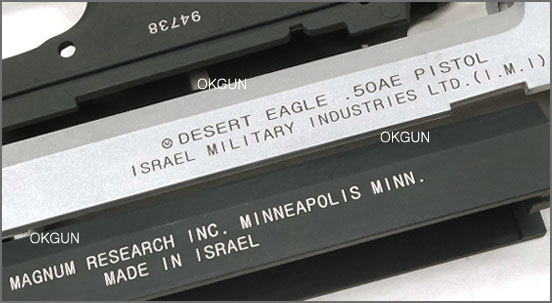 94738
OKGUN
DESERT EAGLE .50AE PISTOL
ISRAEL MILITARY INDUSTRIES LTD.(I.M.I)
OKGUN
OKGUN
MAGNUM RESEARCH INC. MINNEAPOLIS MINN.
MADE IN ISRAEL